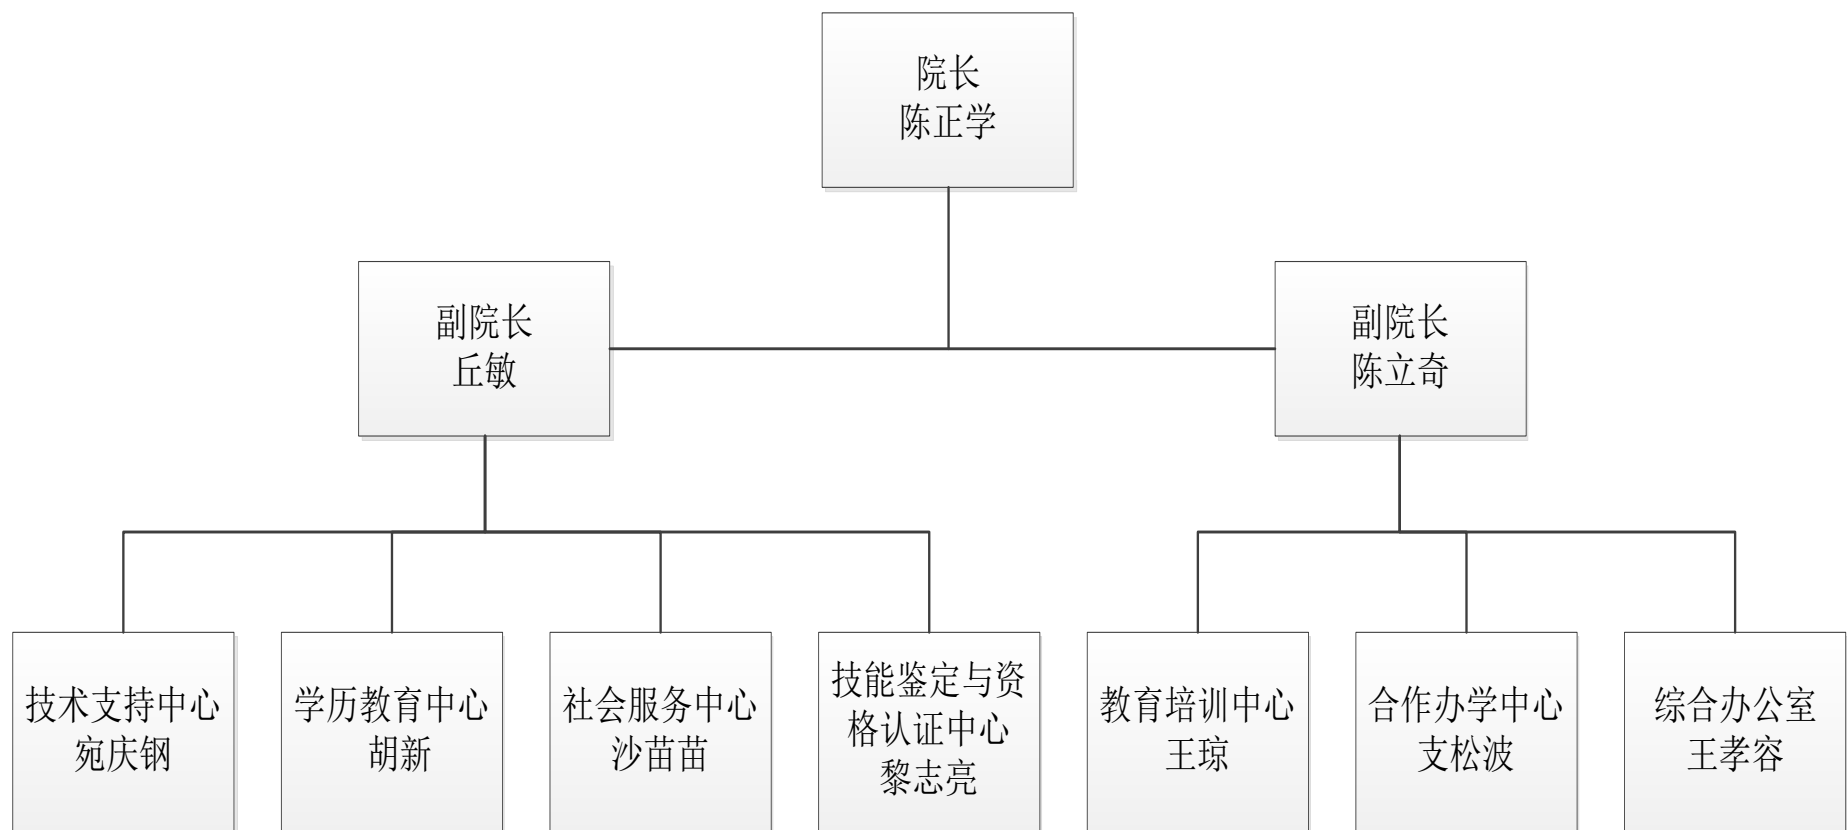 院长
陈正学
副院长
丘敏
副院长
陈立奇
技术支持中心
宛庆钢
学历教育中心
胡新
社会服务中心
沙苗苗
技能鉴定与资
格认证中心
黎志亮
教育培训中心
王琼
合作办学中心
支松波
综合办公室
王孝容